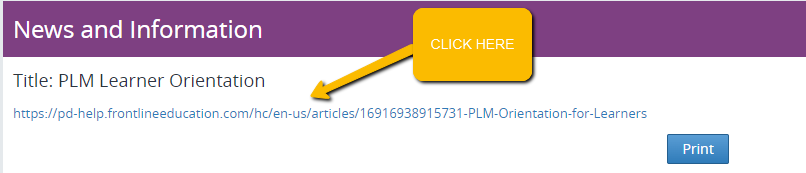 News and Information
CLICK HERE
Title: PLM Learner Orientation
https://pd-help.frontlineeducation.com/hc/en-us/articles/16916938915731-PLM-Orientation-for-Learners
Print